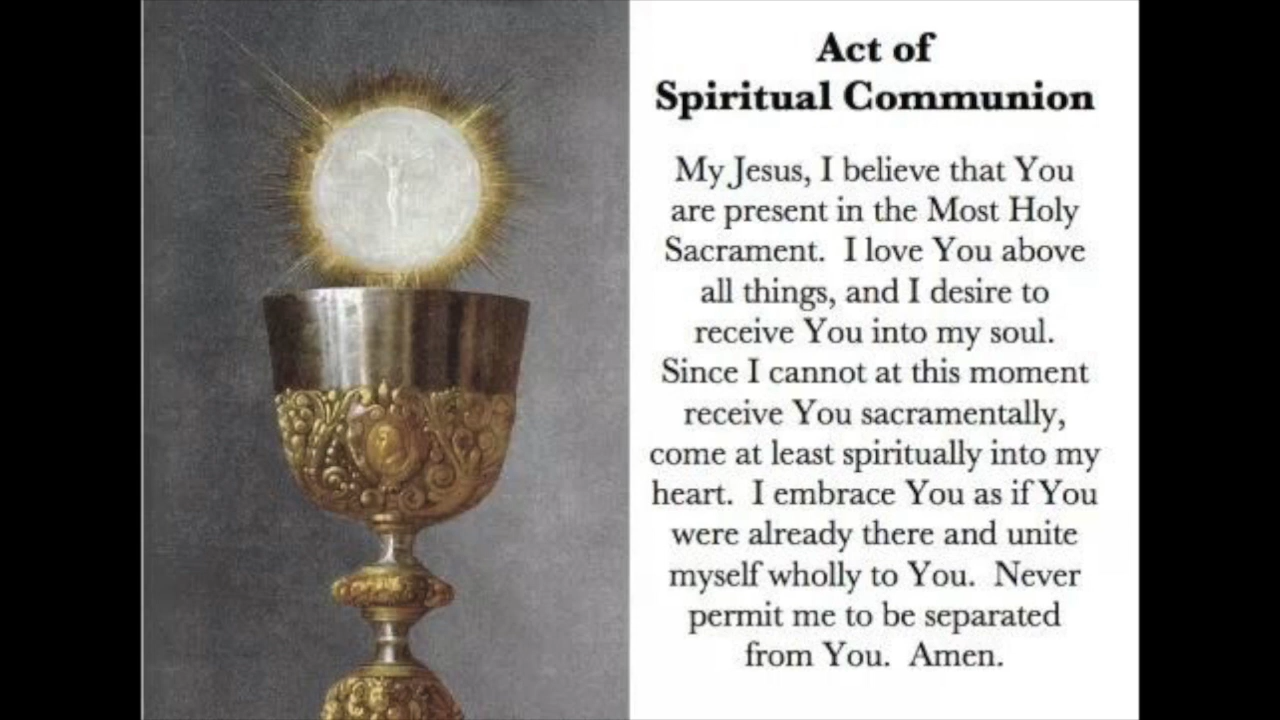 Act of
Spiritual Communion
My Jesus, I believe that You
are present in the Most Holy
Sacrament.  I love You above
all things, and I desire to
receive You into my soul.
Since I cannot at this moment
receive You sacramentally,
come at least spiritually into my
heart.  I embrace You as if You
were already there and unite
myself wholly to You.  Never
permit me to be separated
from You.  Amen.